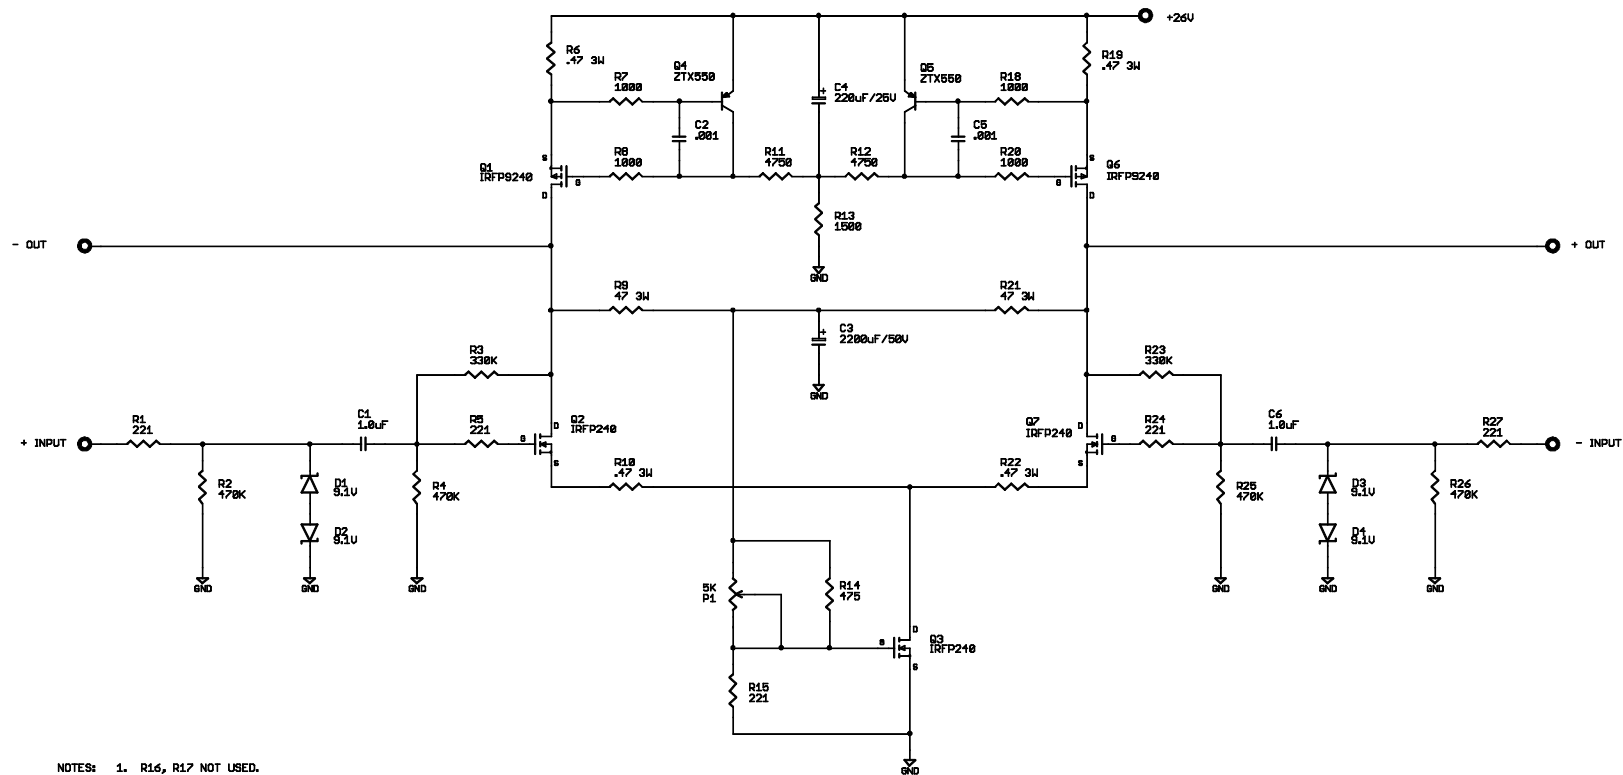 +26V
R6
.47 3W
R19
.47 3W
Q4
ZTX550
Q5
ZTX550
R7
1000
R18
1000
C4
+
220uF/25V
C2
.001
C5
.001
R8
1000
R11
4750
R12
4750
R20
1000
Q1
IRFP9240
S
G
D
Q6
IRFP9240
S
G
D
R13
1500
GND
- OUT
+ OUT
R9
47 3W
R21
47 3W
C3
+
2200uF/50V
GND
R3
330K
R23
330K
+ INPUT
R1
221
C1
1.0uF
R5
221
Q2
IRFP240
D
G
S
Q7
IRFP240
D
G
S
R24
221
C6
1.0uF
R27
221
- INPUT
R2
470K
D1
9.1V
D2
9.1V
R4
470K
R10
.47 3W
R22
.47 3W
R25
470K
D3
9.1V
D4
9.1V
R26
470K
GND
GND
GND
GND
GND
GND
5K
P1
R14
475
Q3
IRFP240
D
G
S
R15
221
GND
NOTES: 1. R16, R17 NOT USED.